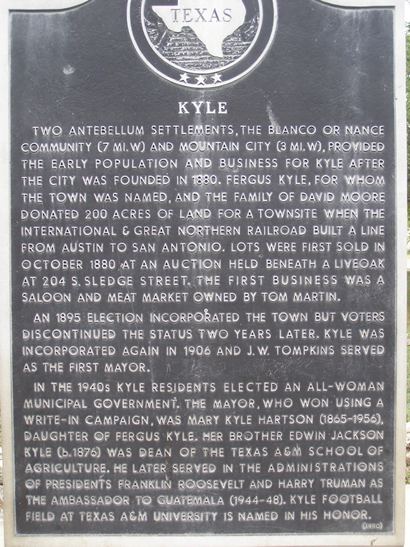 TEXAS
KYLE
TWO ANTEBELLUM SETTLEMENTS, THE BLANCO OR NANCE
COMMUNITY (7 MI. W) AND MOUNTAIN CITY (3 MI. W), PROVIDED
THE EARLY POPULATION AND BUSINESS FOR KYLE AFTER
THE CITY WAS FOUNDED IN 1880. FERGUS KYLE, FOR WHOM
THE TOWN WAS NAMED, AND THE FAMILY OF DAVID MOORE
DONATED 200 ACRES OF LAND FOR A TOWNSITE WHEN THE
INTERNATIONAL & GREAT NORTHERN RAILROAD BUILT A LINE
FROM AUSTIN TO SAN ANTONIO. LOTS WERE FIRST SOLD IN
OCTOBER 1880 AT AN AUCTION HELD BENEATH A LIVEOAK
AT 204 S. SLEDGE STREET. THE FIRST BUSINESS WAS A
SALOON AND MEAT MARKET OWNED BY TOM MARTIN.
AN 1895 ELECTION INCORPORATED THE TOWN BUT VOTERS
DISCONTINUED THE STATUS TWO YEARS LATER. KYLE WAS
INCORPORATED AGAIN IN 1906 AND J. W. TOMPKINS SERVED
AS THE FIRST MAYOR.
IN THE 1940s KYLE RESIDENTS ELECTED AN ALL-WOMAN
MUNICIPAL GOVERNMENT. THE MAYOR, WHO WON USING A
WRITE-IN CAMPAIGN, WAS MARY KYLE HARTSON (1865-1956),
DAUGHTER OF FERGUS KYLE. HER BROTHER EDWIN JACKSON
KYLE (b. 1876) WAS DEAN OF THE TEXAS A&M SCHOOL OF
AGRICULTURE. HE LATER SERVED IN THE ADMINISTRATIONS
OF PRESIDENTS FRANKLIN ROOSEVELT AND HARRY TRUMAN AS
THE AMBASSADOR TO GUATEMALA (1944-48). KYLE FOOTBALL
FIELD AT TEXAS A&M UNIVERSITY IS NAMED IN HIS HONOR.
(1980)